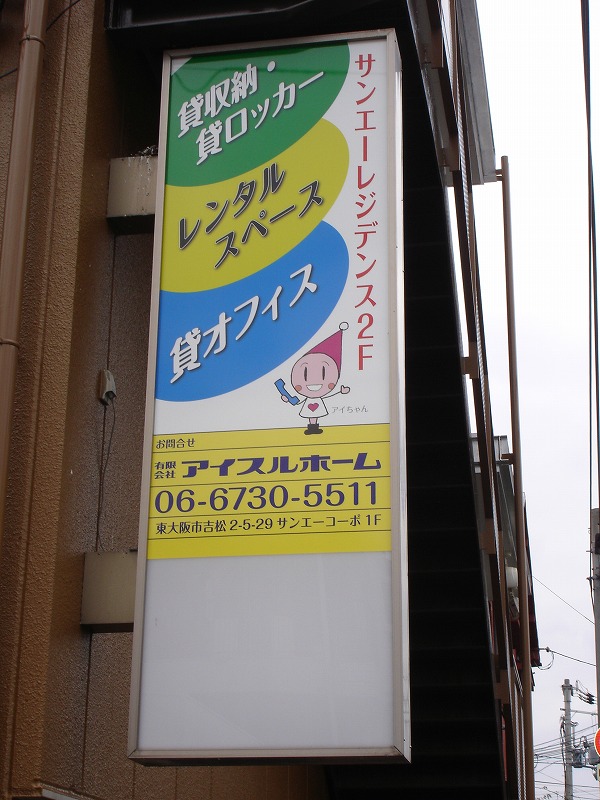 貸収納・
貸ロッカー
レンタル
スペース
貸オフィス
サンエーレジデンス2F
アイちゃん
お問合せ
有限会社 アイスルホーム
06-6730-5511
東大阪市吉松 2-5-29 サンエーコーポ 1F